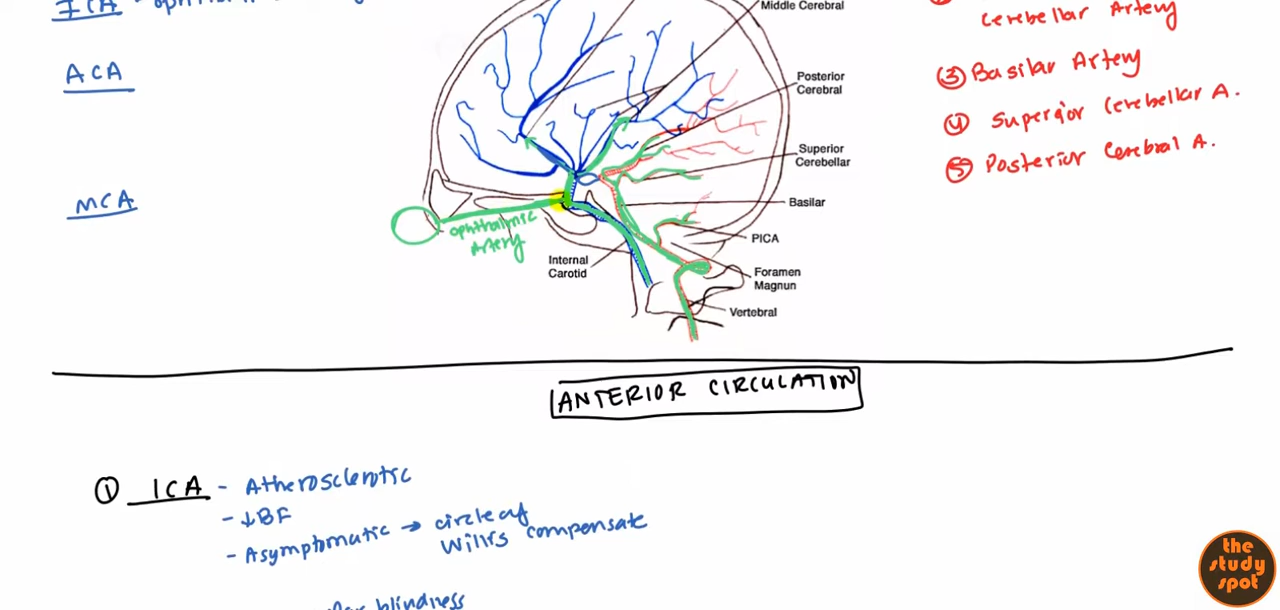 ICA - ophthal
ACA
MCA
Middle Cerebral
Posterior
Cerebral
Superior
Cerebellar
Basilar
PICA
Foramen
Magnun
Vertebral
Internal
Carotid
ophthalmic
Artery
Cerebellar Artery
③ Basilar Artery
④ Superior Cerebellar A.
⑤ Posterior Cerebral A.
ANTERIOR CIRCULATION
① ICA - Atherosclerotic
- ↓BF
- Asymptomatic → circle of
Willis compensate
blindness
the
study
spot